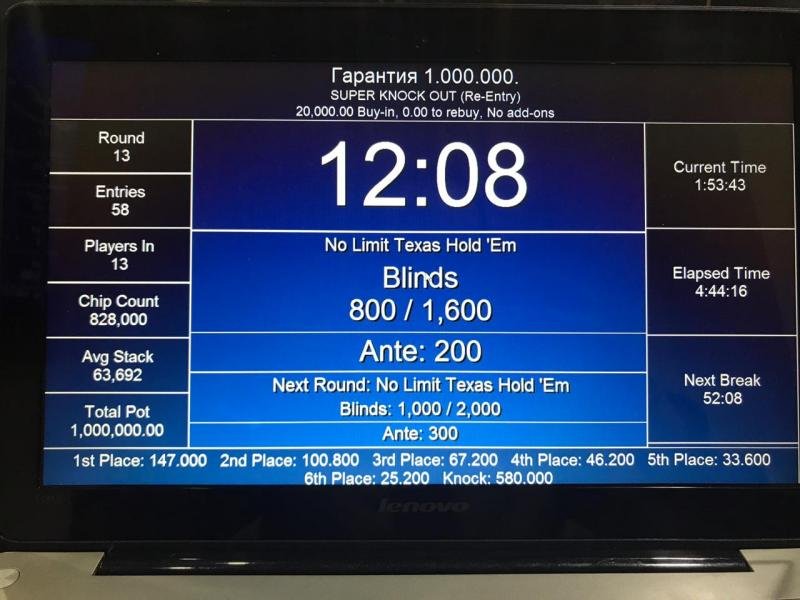 Гарантия 1.000.000.
SUPER KNOCK OUT (Re-Entry)
20,000.00 Buy-in, 0.00 to rebuy, No add-ons
Round
13
Entries
58
Players In
13
Chip Count
828,000
Avg Stack
63,692
Total Pot
1,000,000.00
12:08
No Limit Texas Hold 'Em
Blinds
800 / 1,600
Ante: 200
Next Round: No Limit Texas Hold 'Em
Blinds: 1,000 / 2,000
Ante: 300
Current Time
1:53:43
Elapsed Time
4:44:16
Next Break
52:08
1st Place: 147.000 2nd Place: 100.800 3rd Place: 67.200 4th Place: 46.200 5th Place: 33.600
6th Place: 25.200 Knock: 580.000
lenovo